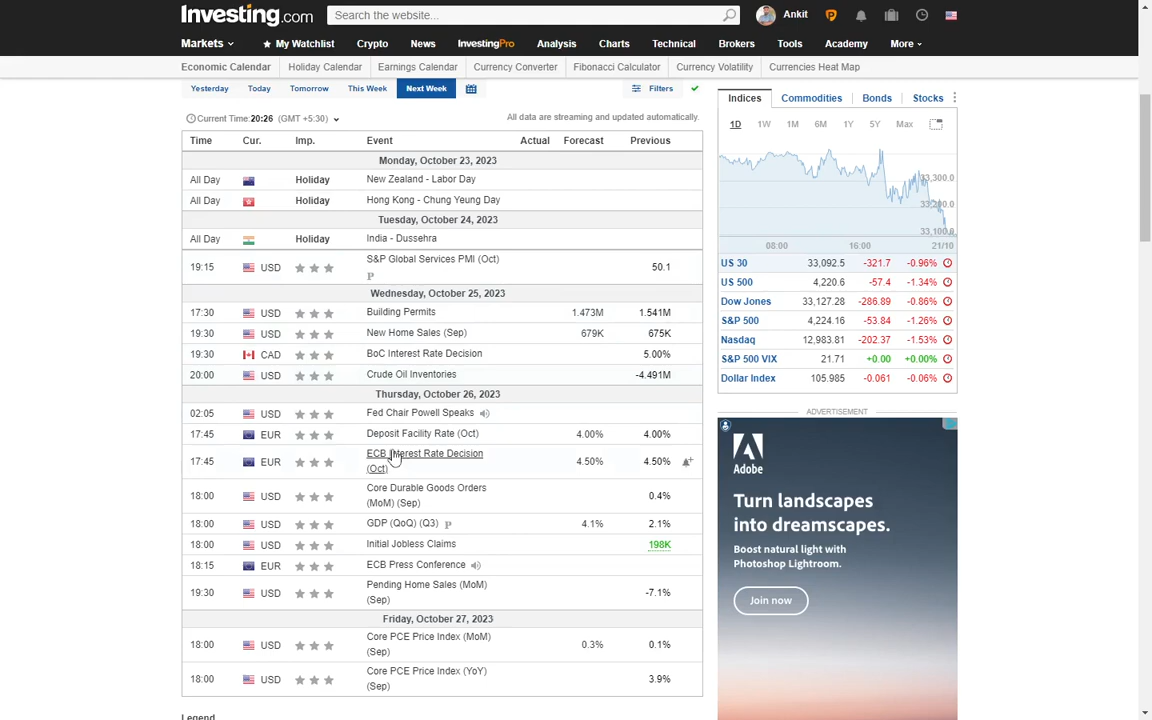 Investing.com
Search the website...
Ankit
Markets
My Watchlist
Crypto
News
InvestingPro
Analysis
Charts
Technical
Brokers
Tools
Academy
More
Economic Calendar
Holiday Calendar
Earnings Calendar
Currency Converter
Fibonacci Calculator
Currency Volatility
Currencies Heat Map
Yesterday
Today
Tomorrow
This Week
Next Week
Filters
Current Time: 20:26 (GMT +5:30)
All data are streaming and updated automatically.
Time Cur. Imp. Event Actual Forecast Previous
Monday, October 23, 2023
All Day Holiday New Zealand - Labor Day
All Day Holiday Hong Kong - Chung Yeung Day
Tuesday, October 24, 2023
All Day Holiday India - Dussehra
19:15 USD S&P Global Services PMI (Oct) 50.1
P
Wednesday, October 25, 2023
17:30 USD Building Permits 1.473M 1.541M
19:30 USD New Home Sales (Sep) 679K 675K
19:30 CAD BoC Interest Rate Decision 5.00%
20:00 USD Crude Oil Inventories -4.491M
Thursday, October 26, 2023
02:05 USD Fed Chair Powell Speaks
17:45 EUR Deposit Facility Rate (Oct) 4.00% 4.00%
17:45 EUR ECB Interest Rate Decision 4.50% 4.50%
(Oct)
18:00 USD Core Durable Goods Orders 0.4%
(MoM) (Sep)
18:00 USD GDP (QoQ) (Q3) P 4.1% 2.1%
18:00 USD Initial Jobless Claims 198K
18:15 EUR ECB Press Conference
19:30 USD Pending Home Sales (MoM) -7.1%
(Sep)
Friday, October 27, 2023
18:00 USD Core PCE Price Index (MoM) 0.3% 0.1%
(Sep)
18:00 USD Core PCE Price Index (YoY) 3.9%
(Sep)
Legend
Indices
Commodities
Bonds
Stocks
1D 1W 1M 6M 1Y 5Y Max
33,300.0
33,200.0
33,100.0
08:00 16:00 21/10
US 30 33,092.5 -321.7 -0.96%
US 500 4,220.6 -57.4 -1.34%
Dow Jones 33,127.28 -286.89 -0.86%
S&P 500 4,224.16 -53.84 -1.26%
Nasdaq 12,983.81 -202.37 -1.53%
S&P 500 VIX 21.71 +0.00 +0.00%
Dollar Index 105.985 -0.061 -0.06%
ADVERTISEMENT
Adobe
Turn landscapes
into dreamscapes.
Boost natural light with
Photoshop Lightroom.
Join now